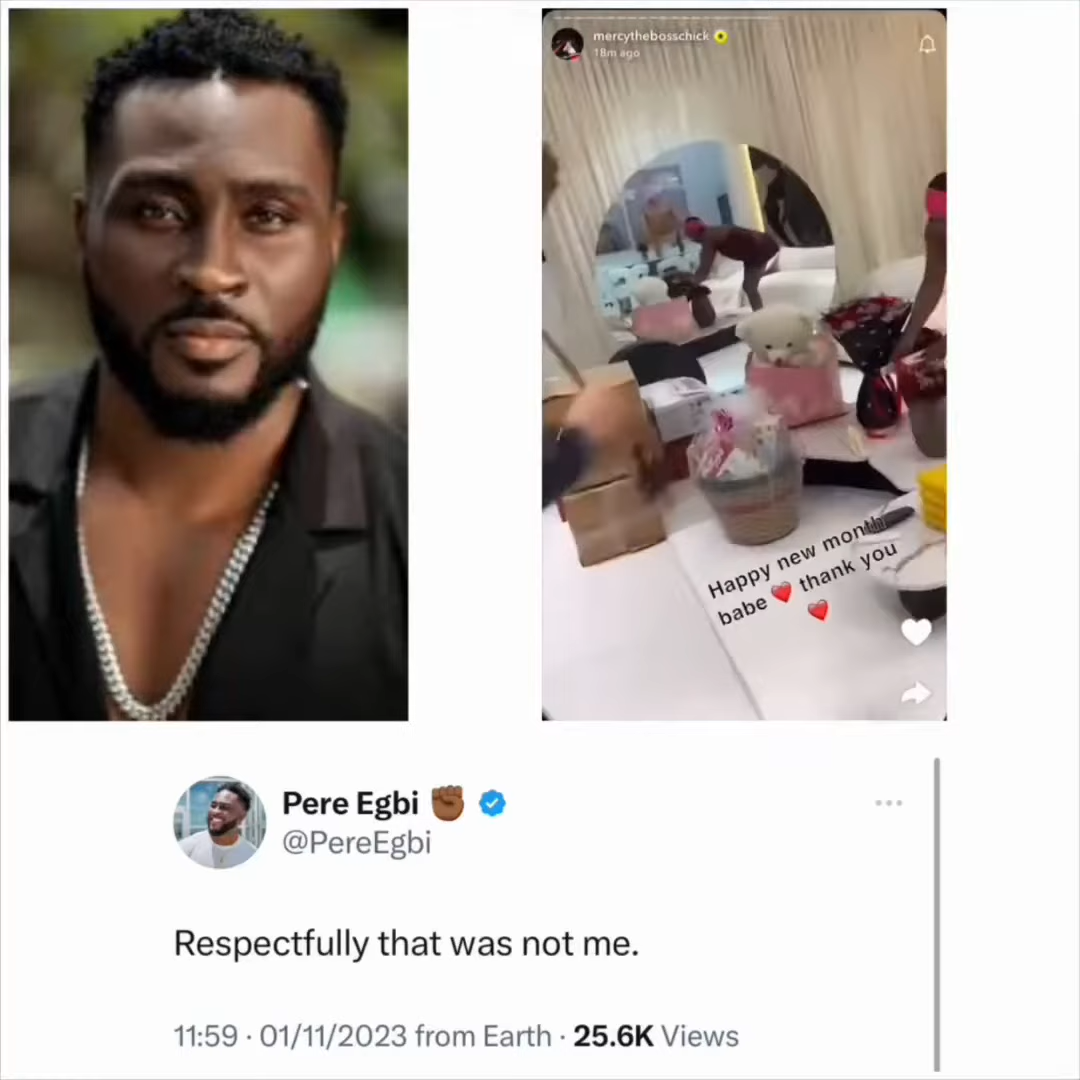 mercythebosschick
18m ago
Happy new month
babe ❤️ thank you
❤️
Pere Egbi ✊🏾
@PereEgbi
Respectfully that was not me.
11:59 · 01/11/2023 from Earth · 25.6K Views